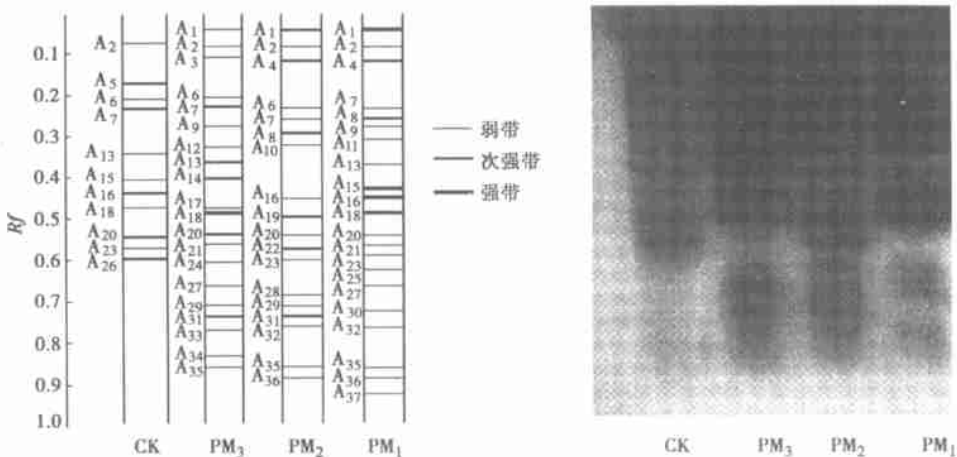 Rf
0.1
0.2
0.3
0.4
0.5
0.6
0.7
0.8
0.9
1.0
A2
A5
A6
A7
A13
A15
A16
A18
A20
A23
A26
CK
A1
A2
A3
A6
A7
A9
A12
A13
A14
A17
A18
A20
A21
A24
A27
A29
A31
A33
A34
A35
PM3
A1
A2
A4
A6
A7
A8
A10
A16
A19
A20
A22
A23
A28
A29
A31
A32
A35
A36
PM2
A1
A2
A4
A7
A8
A9
A11
A13
A15
A16
A18
A20
A21
A23
A25
A27
A30
A32
A35
A36
A37
PM1
弱带
次强带
强带
CK PM3 PM2 PM1